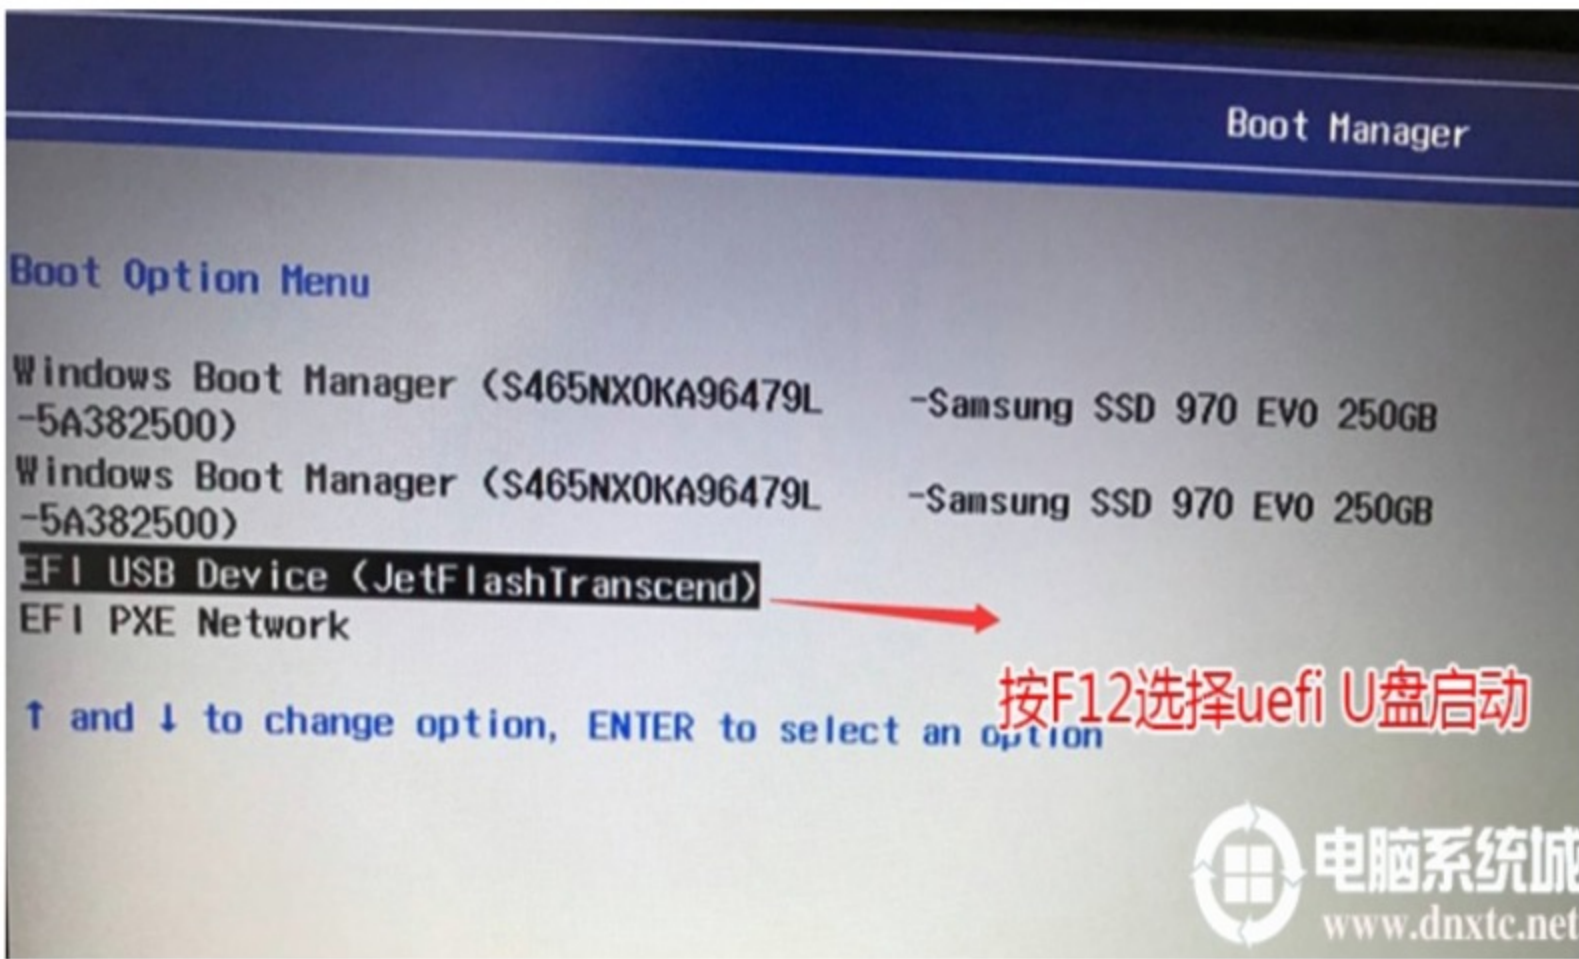 Boot Manager
Boot Option Menu
Windows Boot Manager (S465NX0KA96479L -Samsung SSD 970 EVO 250GB
-5A382500)
Windows Boot Manager (S465NX0KA96479L -Samsung SSD 970 EVO 250GB
-5A382500)
EFI USB Device (JetFlashTranscend)
EFI PXE Network
按F12选择uefi U盘启动
↑ and ↓ to change option, ENTER to select an option
电脑系统城
www.dnxtc.net